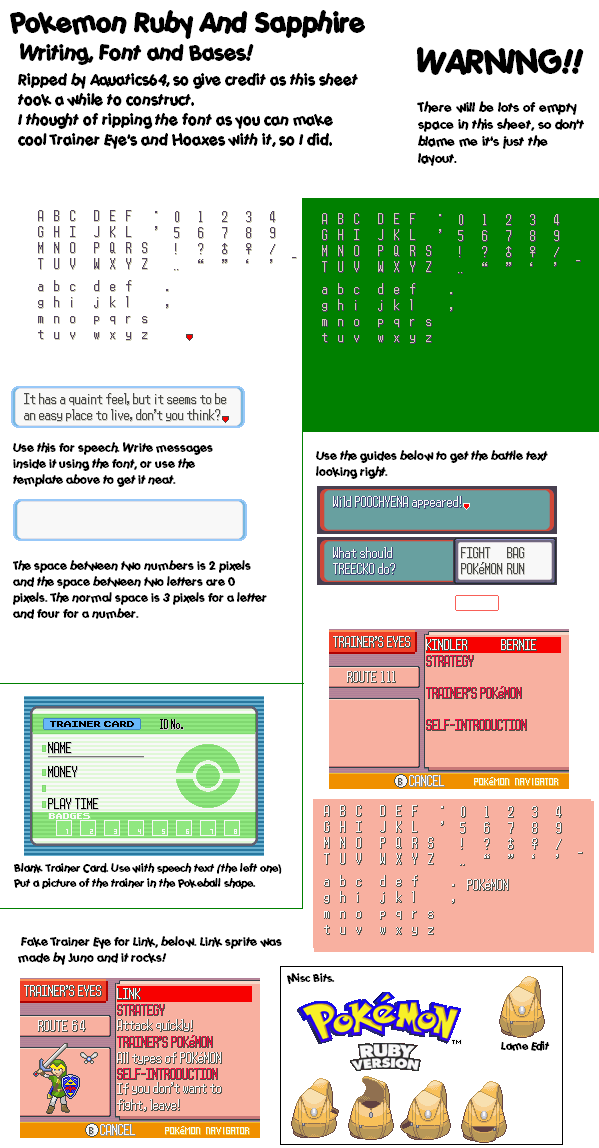 Pokemon Ruby And Sapphire
Writing, Font and Bases!
Ripped by Aquatics64, so give credit as this sheet
took a while to construct.
I thought of ripping the font as you can make
cool Trainer Eye's and Hoaxes with it, so I did.
WARNING!!
There will be lots of empty
space in this sheet, so don't
blame me it's just the
layout.
A B C D E F · 0 1 2 3 4
G H I J K L ’ 5 6 7 8 9
M N O P Q R S ! ? ♂ ♀ /
T U V W X Y Z .. “ ” ‘ ’ -
a b c d e f .
g h i j k l ,
m n o p q r s
t u v w x y z
A B C D E F · 0 1 2 3 4
G H I J K L ’ 5 6 7 8 9
M N O P Q R S ! ? ♂ ♀ /
T U V W X Y Z .. “ ” ‘ ’ -
a b c d e f .
g h i j k l ,
m n o p q r s
t u v w x y z
It has a quaint feel, but it seems to be
an easy place to live, don't you think?
Use this for speech. Write messages
inside it using the font, or use the
template above to get it neat.
The space between two numbers is 2 pixels
and the space between two letters are 0
pixels. The normal space is 3 pixels for a letter
and four for a number.
Use the guides below to get the battle text
looking right.
Wild POOCHYENA appeared!
What should
TREECKO do?
FIGHT BAG
POKéMON RUN
TRAINER'S EYES
ROUTE 111
KINDLER BERNIE
STRATEGY
TRAINER'S POKéMON
SELF-INTRODUCTION
B CANCEL
POKéMON NAVIGATOR
TRAINER CARD IDNo.
NAME
MONEY
PLAY TIME
BADGES
1 2 3 4 5 6 7 8
Blank Trainer Card. Use with speech text (the left one)
Put a picture of the trainer in the Pokeball shape.
A B C D E F · 0 1 2 3 4
G H I J K L ’ 5 6 7 8 9
M N O P Q R S ! ? ♂ ♀ /
T U V W X Y Z .. “ ” ‘ ’ -
a b c d e f . POKéMON
g h i j k l ,
m n o p q r s
t u v w x y z
Fake Trainer Eye for Link, below. Link sprite was
made by Juno and it rocks!
TRAINER'S EYES
ROUTE 64
LINK
STRATEGY
Attack quickly!
TRAINER'S POKéMON
All types of POKéMON
SELF-INTRODUCTION
If you don't want to
fight, leave!
B CANCEL
POKéMON NAVIGATOR
Misc Bits.
POKéMON™
RUBY
VERSION
Lame Edit